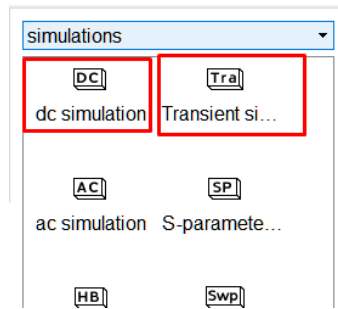 simulations
DC Tra
dc simulation Transient si...
AC SP
ac simulation S-paramete...
HB Swp